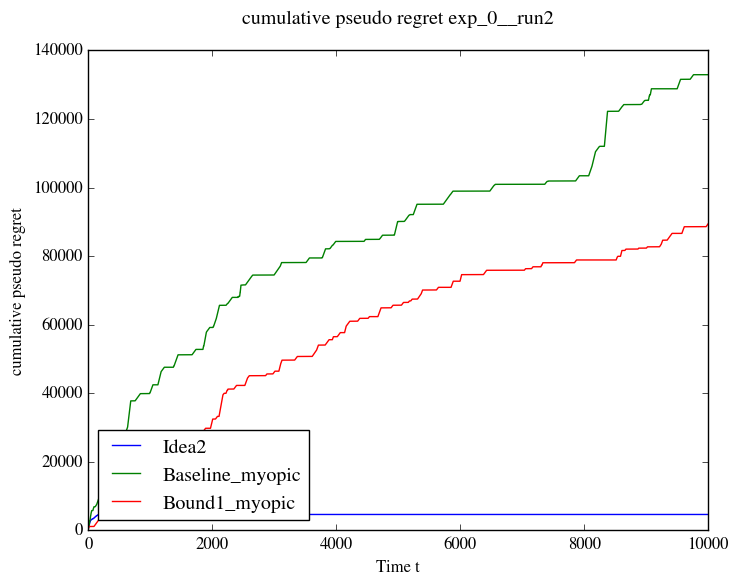 cumulative pseudo regret exp_0__run2
140000
120000
100000
80000
60000
40000
20000
0
cumulative pseudo regret
Idea2
Baseline_myopic
Bound1_myopic
0 2000 4000 6000 8000 10000
Time t